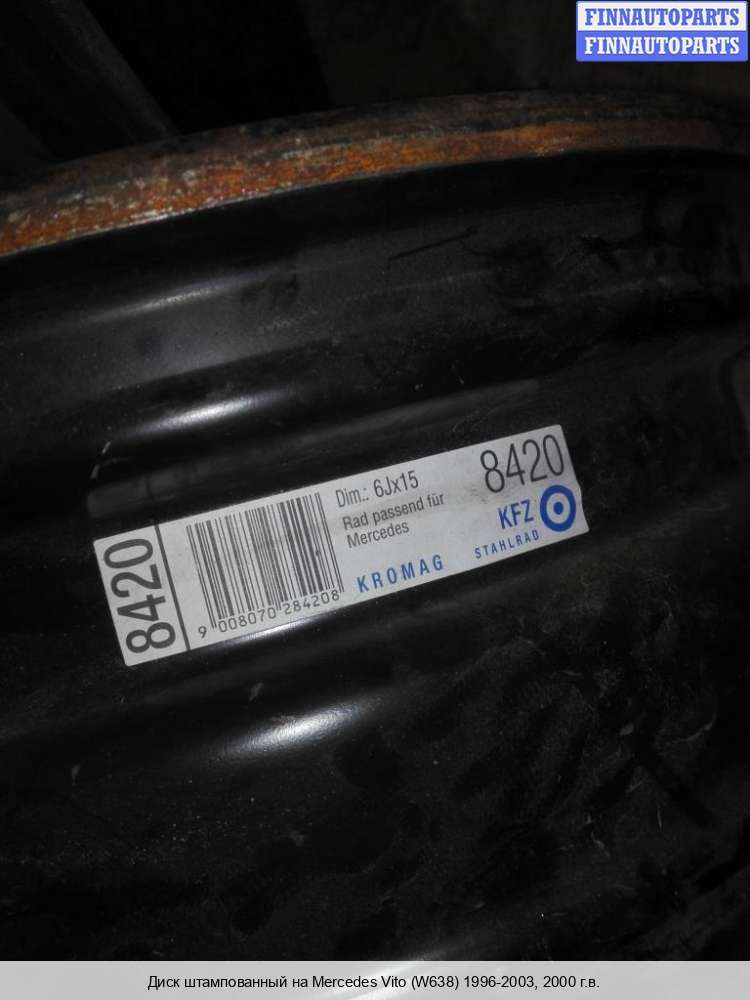 FINNAUTOPARTS
FINNAUTOPARTS
8420
Dim.: 6Jx15
Rad passend für
Mercedes
8420
KFZ
KROMAG
STAHLRAD
9 008070 284208
Диск штампованный на Mercedes Vito (W638) 1996-2003, 2000 г.в.